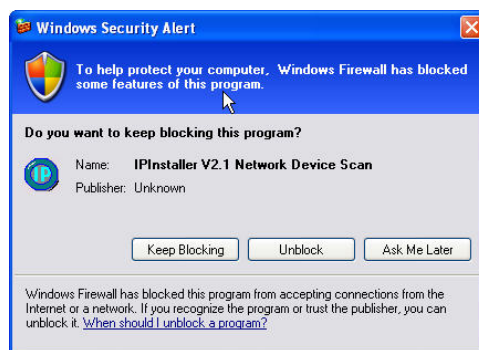 Windows Security Alert
To help protect your computer, Windows Firewall has blocked
some features of this program.
Do you want to keep blocking this program?
IP
Name: IPInstaller V2.1 Network Device Scan
Publisher: Unknown
Keep Blocking Unblock Ask Me Later
Windows Firewall has blocked this program from accepting connections from the
Internet or a network. If you recognize the program or trust the publisher, you can
unblock it. When should I unblock a program?